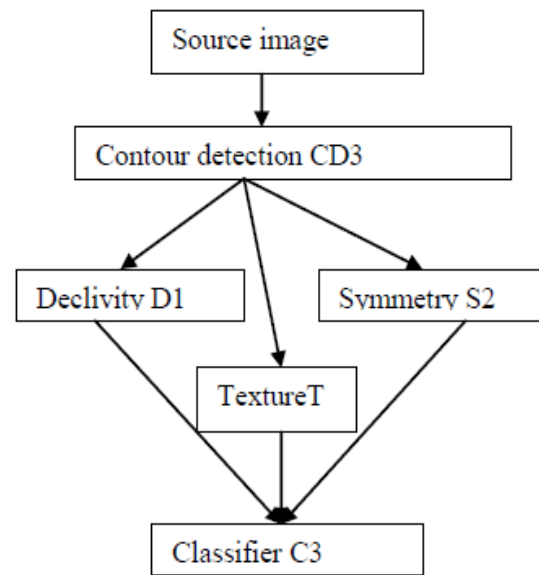 Source image
Contour detection CD3
Declivity D1
Symmetry S2
TextureT
Classifier C3